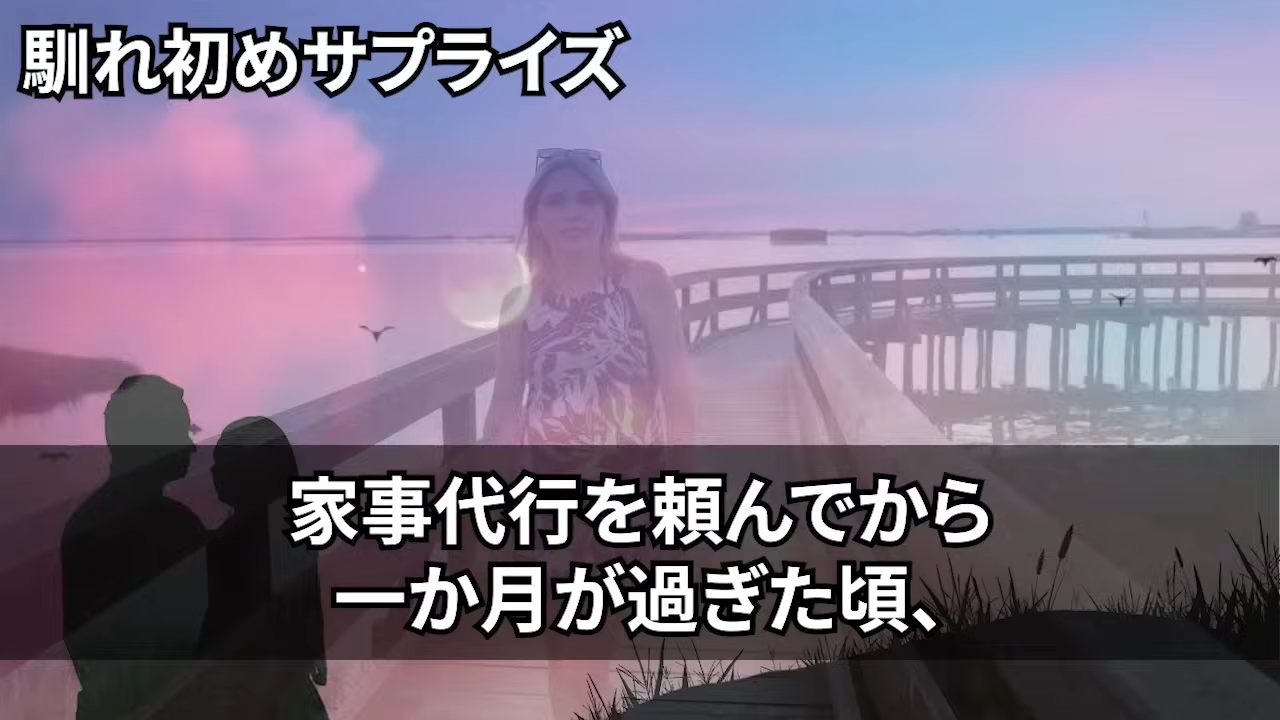 馴れ初めサプライズ
家事代行を頼んでから
一か月が過ぎた頃、